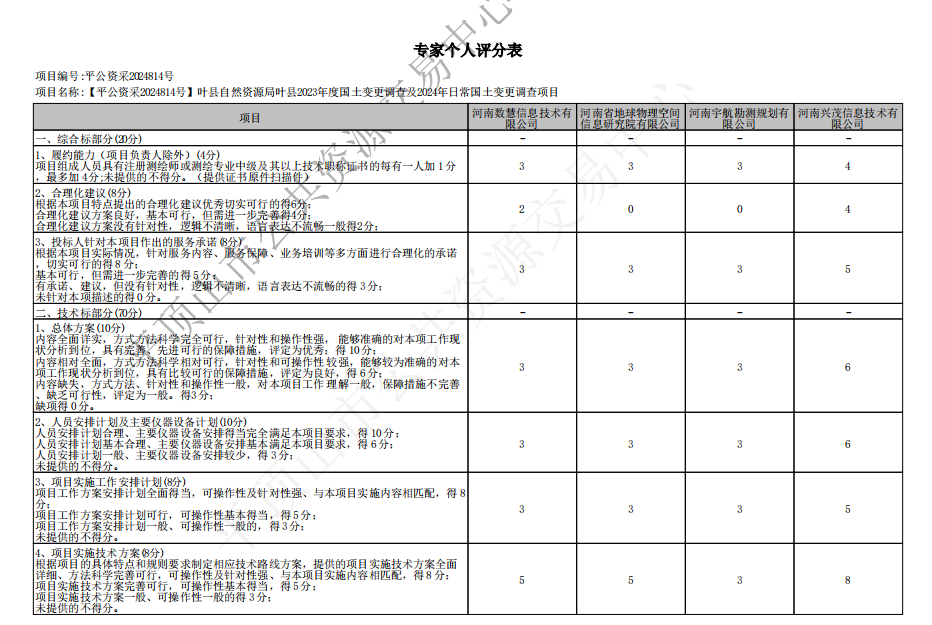 专家个人评分表
项目编号:平公资采2024814号
项目名称:【平公资采2024814号】叶县自然资源局叶县2023年度国土变更调查及2024年日常国土变更调查项目
项目
河南数慧信息技术有
限公司
河南省地球物理空间
信息研究院有限公司
河南宇航勘测规划有
限公司
河南兴茂信息技术有
限公司
一、综合标部分(20分)
-
-
-
-
1、履约能力（项目负责人除外）(4分)
项目组成人员具有注册测绘师或测绘专业中级及其以上技术职称证书的每有一人加 1 分
，最多加 4分;未提供的不得分。（提供证书原件扫描件）
3
3
3
4
2、合理化建议(8分)
根据本项目特点提出的合理化建议优秀切实可行的得6分；
合理化建议方案良好，基本可行，但需进一步完善得4分；
合理化建议方案没有针对性，逻辑不清晰，语言表达不流畅一般得2分；
2
0
0
4
3、投标人针对本项目作出的服务承诺(8分)
根据本项目实际情况，针对服务内容、服务保障、业务培训等多方面进行合理化的承诺
，切实可行的得 8 分；
基本可行，但需进一步完善的得 5 分；
有承诺、建议，但没有针对性，逻辑不清晰，语言表达不流畅的得 3 分；
未针对本项描述的得 0 分。
3
3
3
5
二、技术标部分(70分)
-
-
-
-
1、总体方案(10分)
内容全面详实，方式方法科学完全可行，针对性和操作性强， 能够准确的对本项工作现
状分析到位，具有完善、先进可行的保障措施，评定为优秀；得 10 分；
内容相对全面，方式方法科学相对可行，针对性和可操作性较强，能够较为准确的对本
项工作现状分析到位，具有比较可行的保障措施，评定为良好，得 6 分；
内容缺失，方式方法、针对性和操作性一般，对本项目工作理解一般，保障措施不完善
、缺乏可行性，评定为一般。得3 分；
缺项得 0 分。
3
3
3
6
2、人员安排计划及主要仪器设备计划(10分)
人员安排计划合理、主要仪器设备安排得当完全满足本项目要求，得 10 分；
人员安排计划基本合理、主要仪器设备安排基本满足本项目要求，得 6 分；
人员安排计划一般、主要仪器设备安排较少，得 3 分；
未提供的不得分。
3
3
3
6
3、项目实施工作安排计划(8分)
项目工作方案安排计划全面得当，可操作性及针对性强、与本项目实施内容相匹配，得 8
分；
项目工作方案安排计划可行，可操作性基本得当，得 5 分；
项目工作方案安排计划一般、可操作性一般的，得 3 分；
未提供的不得分。
3
3
3
5
4、项目实施技术方案(8分)
根据项目的具体特点和规则要求制定相应技术路线方案，提供的项目实施技术方案全面
详细、方法科学完善可行，可操作性及针对性强、与本项目实施内容相匹配，得 8 分；
项目实施技术方案完善可行，可操作性基本得当，得 5 分；
项目实施技术方案一般、可操作性一般的得 3 分；
未提供的不得分。
5
5
3
8
平顶山市公共资源交易中心
平顶山市公共资源交易中心